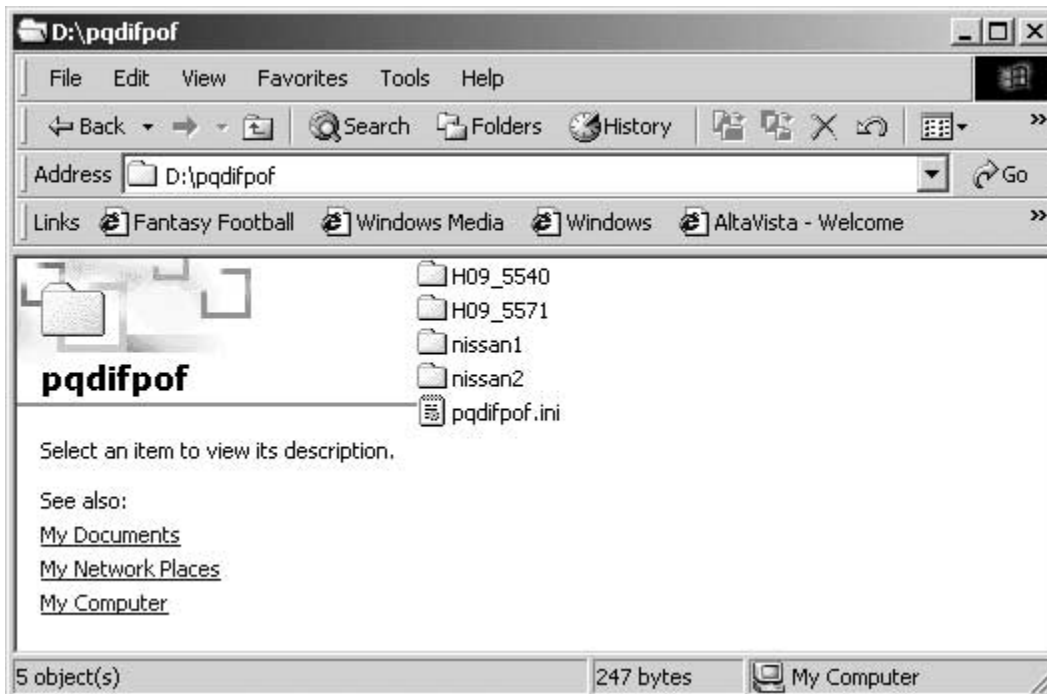 D:\pqdifpof
File Edit View Favorites Tools Help
Back Search Folders History »
Address D:\pqdifpof Go
Links Fantasy Football Windows Media Windows AltaVista - Welcome »
H09_5540
H09_5571
nissan1
nissan2
pqdifpof.ini
pqdifpof
Select an item to view its description.
See also:
My Documents
My Network Places
My Computer
5 object(s) 247 bytes My Computer